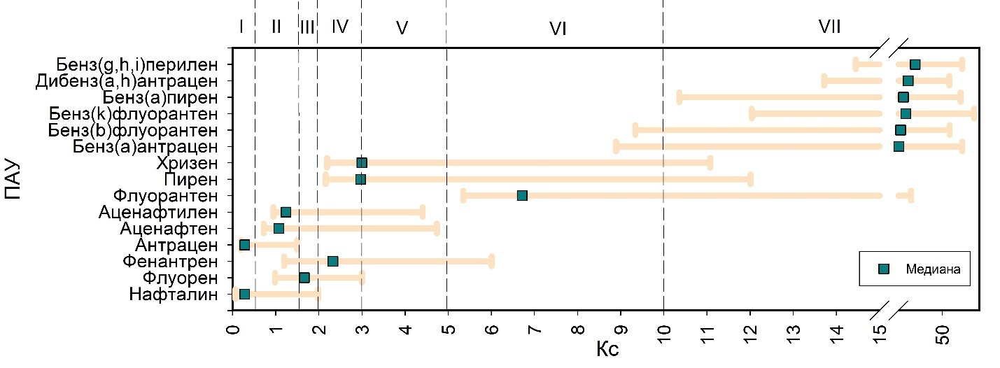 I II III IV V VI VII
Бенз(g,h,i)перилен
Дибенз(a,h)антрацен
Бенз(a)пирен
Бенз(k)флуорантен
Бенз(b)флуорантен
Бенз(a)антрацен
Хризен
Пирен
Флуорантен
Аценафтилен
Аценафтен
Антрацен
Фенантрен
Флуорен
Нафталин
ПАУ
Медиана
0 1 2 3 4 5 6 7 8 9 10 11 12 13 14 15 50
Кс